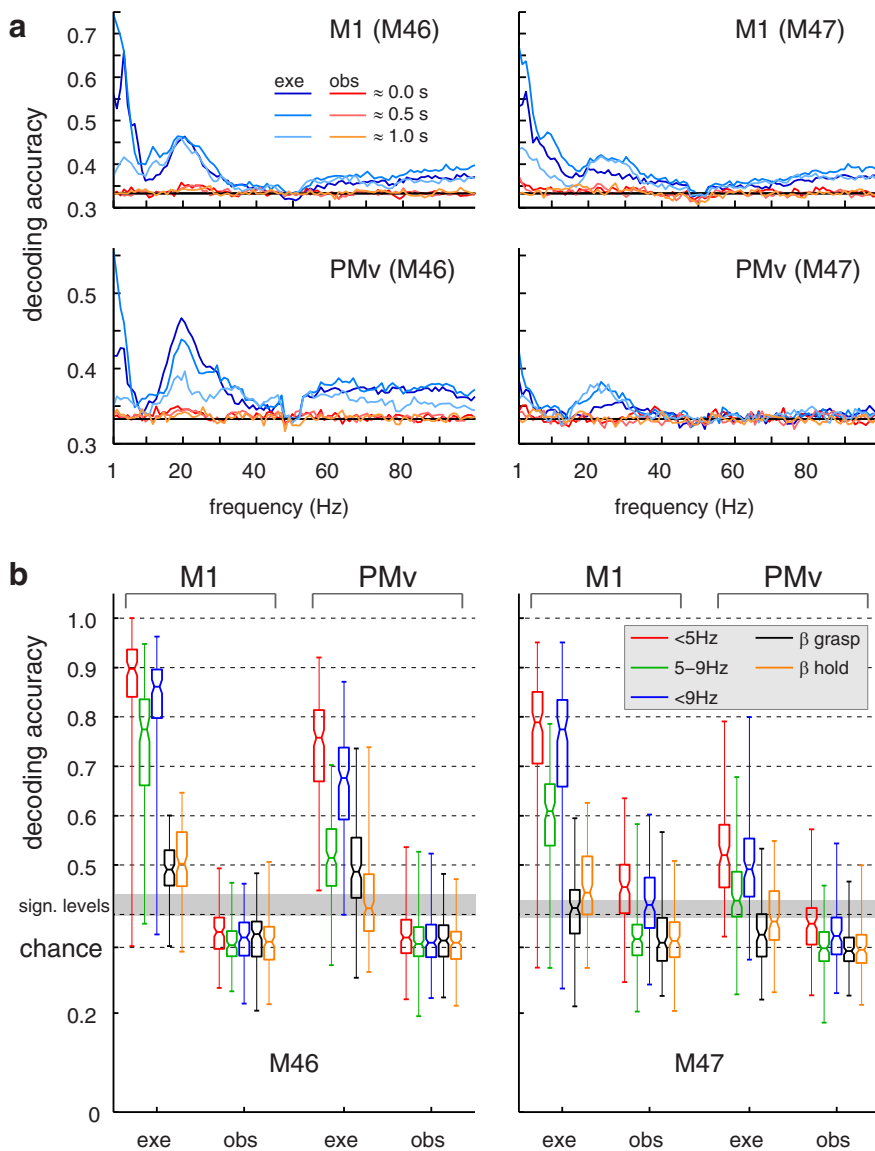 a
M1 (M46)
M1 (M47)
exe obs
≈ 0.0 s
≈ 0.5 s
≈ 1.0 s
decoding accuracy
0.7
0.6
0.5
0.4
0.3
PMv (M46)
PMv (M47)
0.5
0.4
0.3
1 20 40 60 80
1 20 40 60 80
frequency (Hz)
frequency (Hz)
b
M1 PMv
M1 PMv
decoding accuracy
1.0
0.9
0.8
0.7
0.6
0.5
sign. levels
chance
0.2
0
<5Hz
5–9Hz
<9Hz
β grasp
β hold
M46
M47
exe obs exe obs
exe obs exe obs